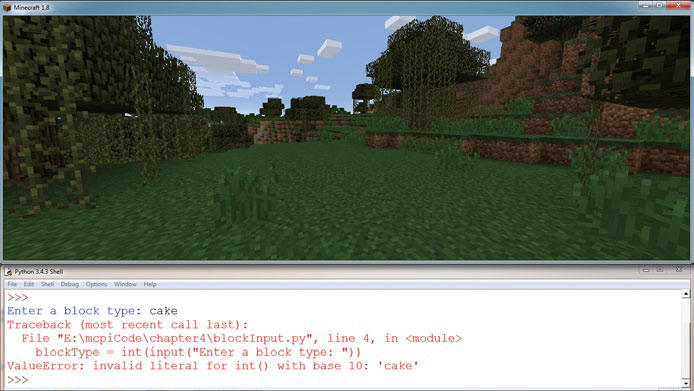 Minecraft 1.8
Python 3.4.3 Shell
File Edit Shell Debug Options Window Help
>>>
Enter a block type: cake
Traceback (most recent call last):
  File "E:\mcpiCode\chapter4\blockInput.py", line 4, in <module>
    blockType = int(input("Enter a block type: "))
ValueError: invalid literal for int() with base 10: 'cake'
>>>